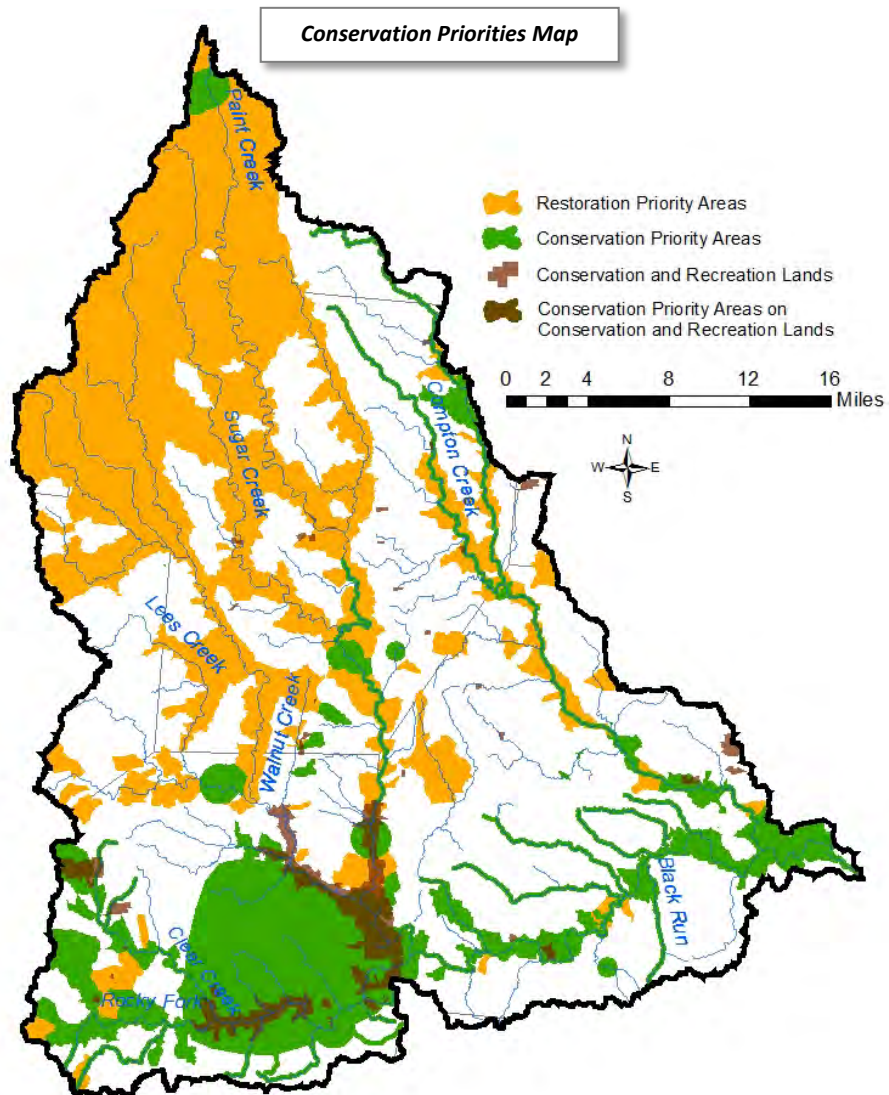 Conservation Priorities Map
Paint Creek
Restoration Priority Areas
Conservation Priority Areas
Conservation and Recreation Lands
Conservation Priority Areas on
Conservation and Recreation Lands
0 2 4 8 12 16
Miles
N
W E
S
Compton Creek
Sugar Creek
Lees Creek
Walnut Creek
Black Run
Clear Creek
Rocky Fork